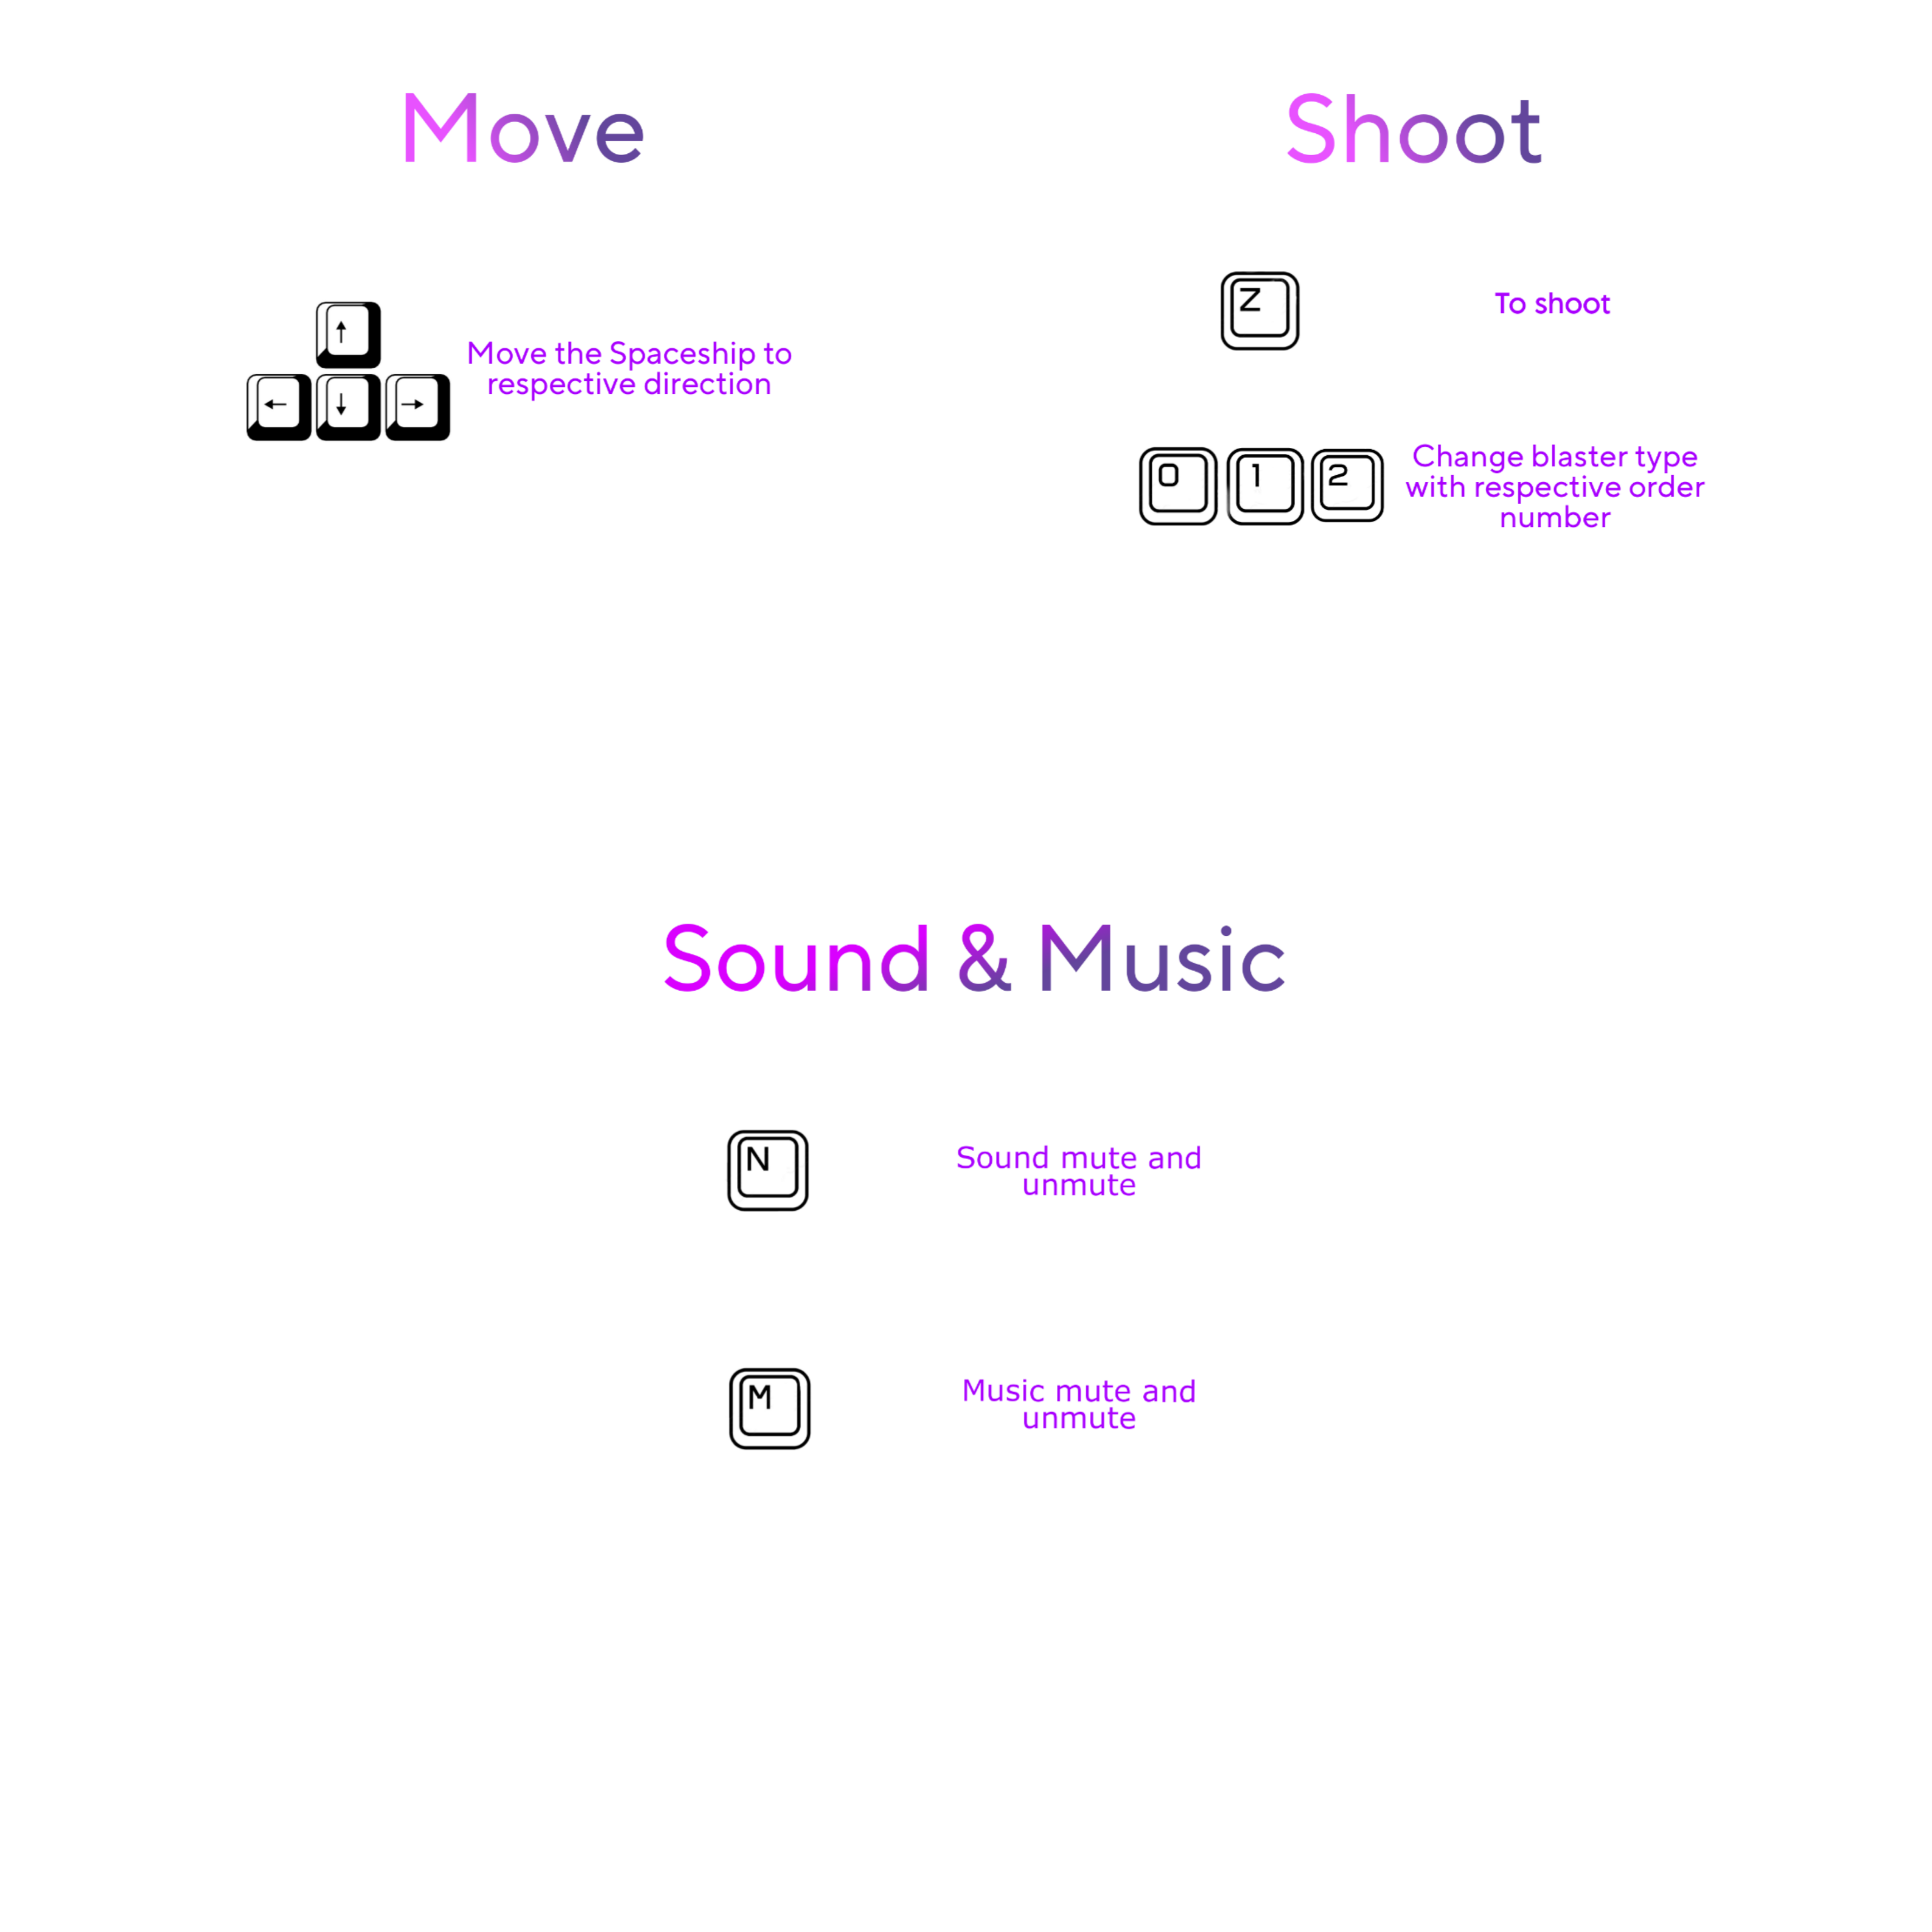 Move
↑
← ↓ →
Move the Spaceship to
respective direction
Shoot
Z
To shoot
0 1 2
Change blaster type
with respective order
number
Sound & Music
N
Sound mute and
unmute
M
Music mute and
unmute